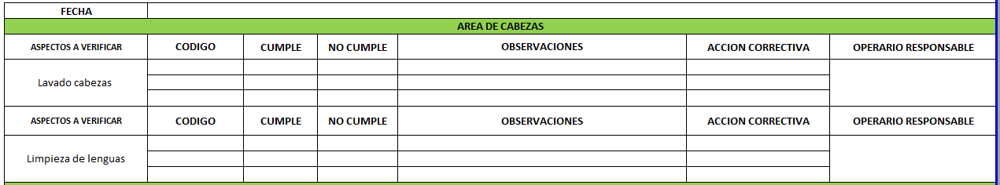 FECHA
AREA DE CABEZAS
ASPECTOS A VERIFICAR CODIGO CUMPLE NO CUMPLE OBSERVACIONES ACCION CORRECTIVA OPERARIO RESPONSABLE
Lavado cabezas
ASPECTOS A VERIFICAR CODIGO CUMPLE NO CUMPLE OBSERVACIONES ACCION CORRECTIVA OPERARIO RESPONSABLE
Limpieza de lenguas